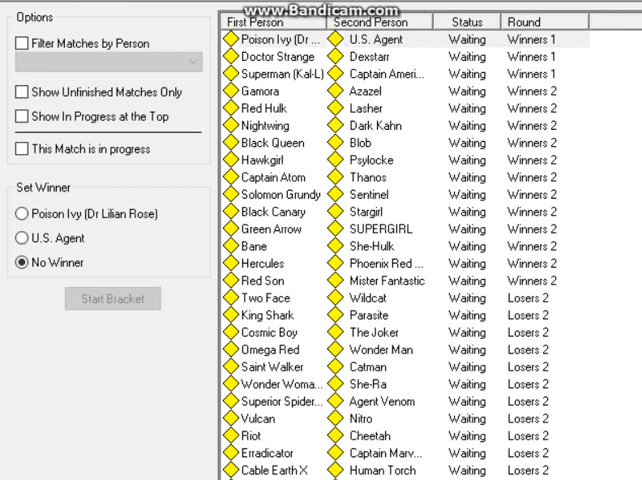 www.Bandicam.com
Options
Filter Matches by Person
Show Unfinished Matches Only
Show In Progress at the Top
This Match is in progress
Set Winner
Poison Ivy (Dr Lilian Rose)
U.S. Agent
No Winner
Start Bracket
First Person Second Person Status Round
Poison Ivy (Dr ... U.S. Agent Waiting Winners 1
Doctor Strange Dexstarr Waiting Winners 1
Superman (Kal-L) Captain Ameri... Waiting Winners 1
Gamora Azazel Waiting Winners 2
Red Hulk Lasher Waiting Winners 2
Nightwing Dark Kahn Waiting Winners 2
Black Queen Blob Waiting Winners 2
Hawkgirl Psylocke Waiting Winners 2
Captain Atom Thanos Waiting Winners 2
Solomon Grundy Sentinel Waiting Winners 2
Black Canary Stargirl Waiting Winners 2
Green Arrow SUPERGIRL Waiting Winners 2
Bane She-Hulk Waiting Winners 2
Hercules Phoenix Red ... Waiting Winners 2
Red Son Mister Fantastic Waiting Winners 2
Two Face Wildcat Waiting Losers 2
King Shark Parasite Waiting Losers 2
Cosmic Boy The Joker Waiting Losers 2
Omega Red Wonder Man Waiting Losers 2
Saint Walker Catman Waiting Losers 2
Wonder Woma... She-Ra Waiting Losers 2
Superior Spider... Agent Venom Waiting Losers 2
Vulcan Nitro Waiting Losers 2
Riot Cheetah Waiting Losers 2
Erradicator Captain Marv... Waiting Losers 2
Cable Earth X Human Torch Waiting Losers 2